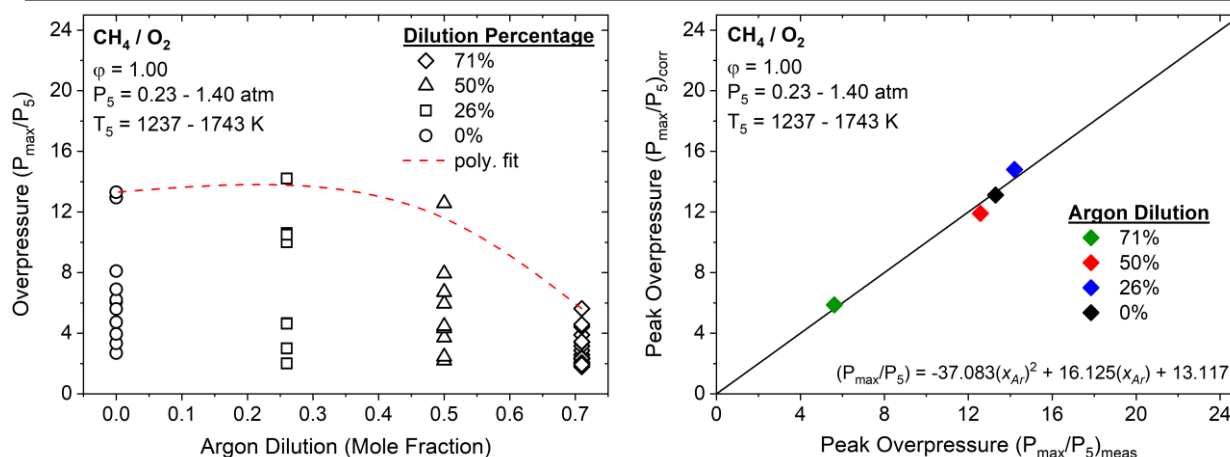 CH₄ / O₂
φ = 1.00
P₅ = 0.23 - 1.40 atm
T₅ = 1237 - 1743 K
Dilution Percentage
71%
50%
26%
0%
poly. fit
24
20
16
12
8
4
0
0.0 0.1 0.2 0.3 0.4 0.5 0.6 0.7
Overpressure (Pmax/P₅)
Argon Dilution (Mole Fraction)
CH₄ / O₂
φ = 1.00
P₅ = 0.23 - 1.40 atm
T₅ = 1237 - 1743 K
Argon Dilution
71%
50%
26%
0%
(Pmax/P₅) = -37.083(xAr)² + 16.125(xAr) + 13.117
24
20
16
12
8
4
0
0 4 8 12 16 20 24
Peak Overpressure (Pmax/P₅)corr
Peak Overpressure (Pmax/P₅)meas